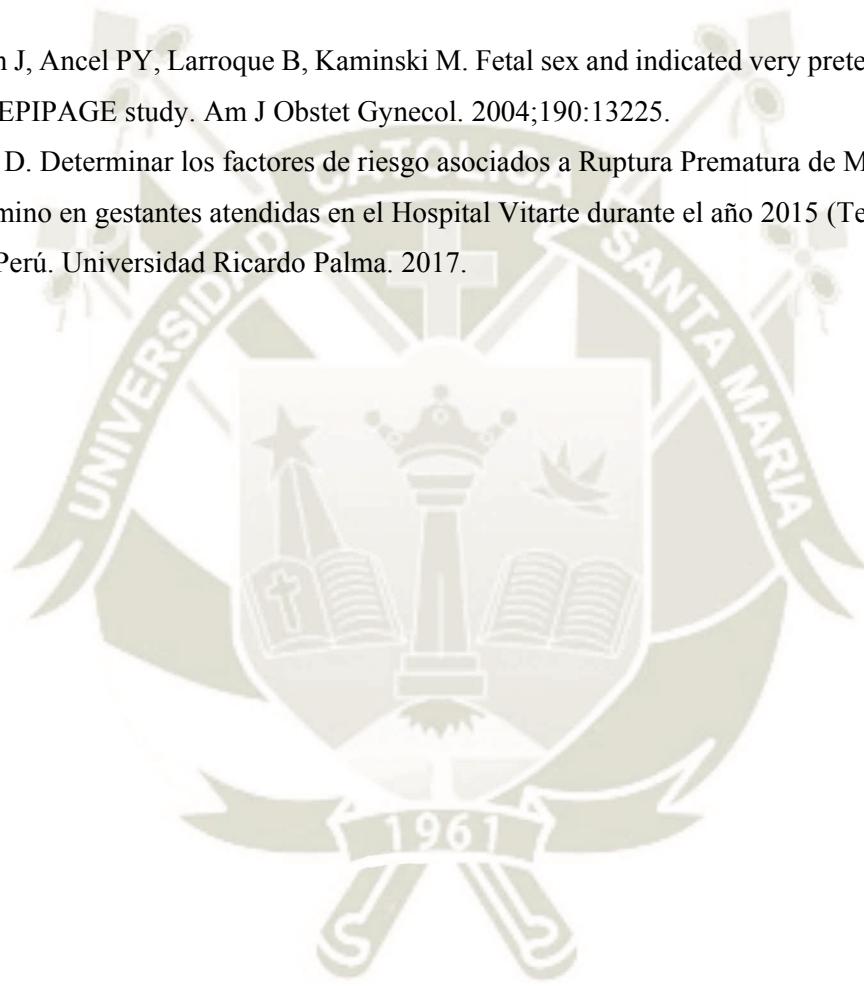 J, Ancel PY, Larroque B, Kaminski M. Fetal sex and indicated very prete
EPIPAGE study. Am J Obstet Gynecol. 2004;190:13225.
D. Determinar los factores de riesgo asociados a Ruptura Prematura de M
mino en gestantes atendidas en el Hospital Vitarte durante el año 2015 (Te
Perú. Universidad Ricardo Palma. 2017.
UNIVERSIDAD CATOLICA SANTA MARIA
1961